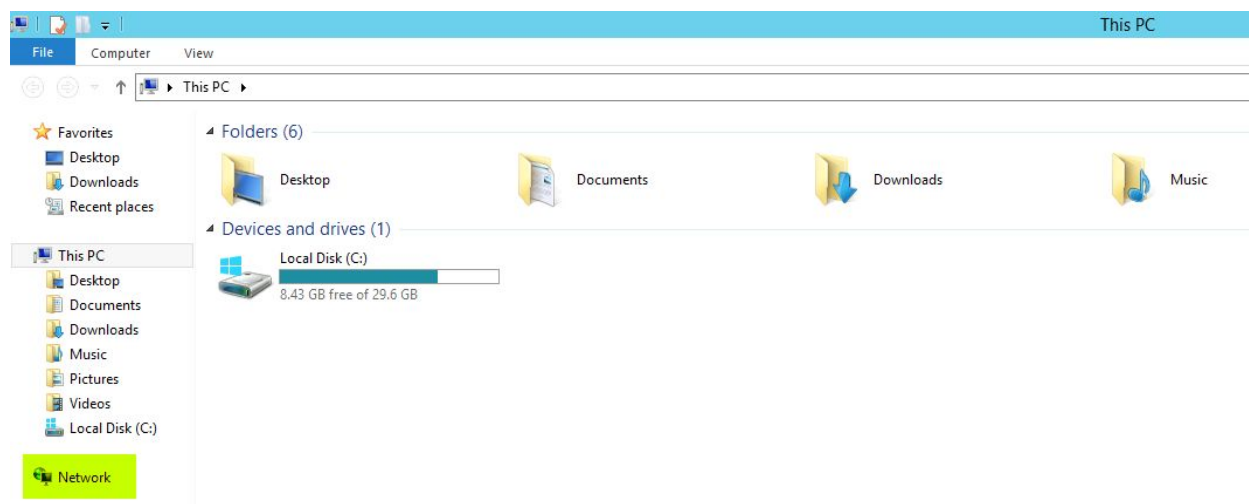 This PC
File Computer View
This PC
Favorites
Desktop
Downloads
Recent places
This PC
Desktop
Documents
Downloads
Music
Pictures
Videos
Local Disk (C:)
Network
Folders (6)
Desktop Documents Downloads Music
Devices and drives (1)
Local Disk (C:)
8.43 GB free of 29.6 GB